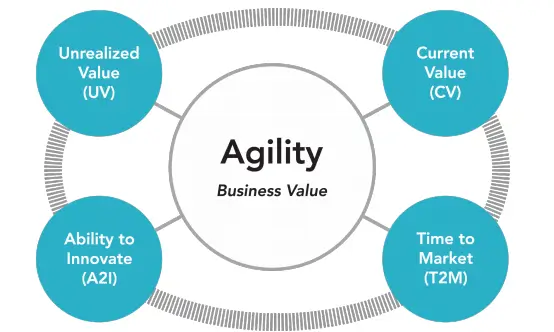 Unrealized
Value
(UV)
Current
Value
(CV)
Agility
Business Value
Ability to
Innovate
(A2I)
Time to
Market
(T2M)